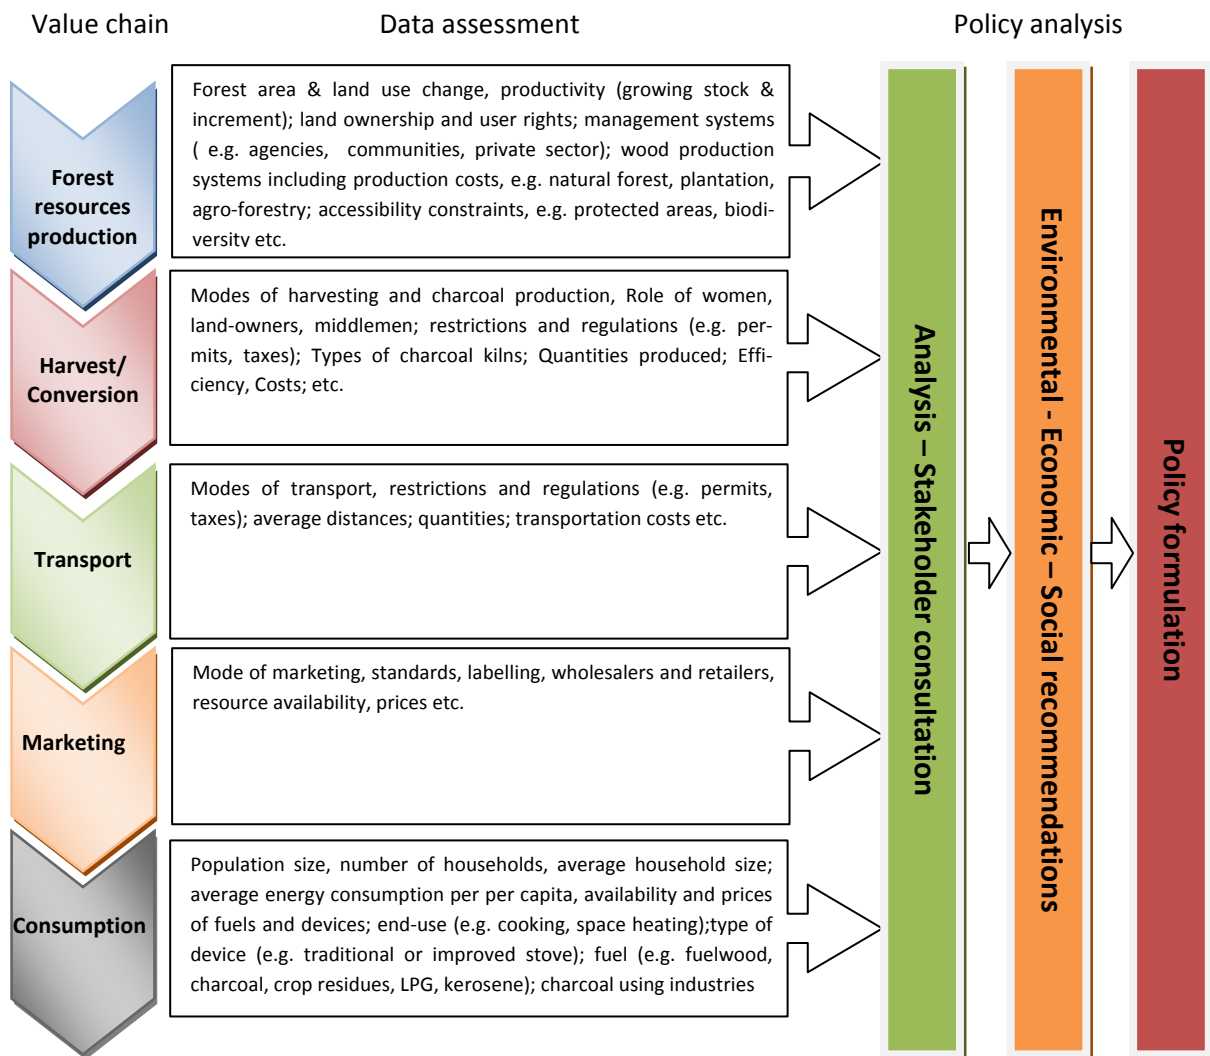 Value chain
Data assessment
Policy analysis
Forest
resources
production
Forest area & land use change, productivity (growing stock &
increment); land ownership and user rights; management systems
( e.g. agencies, communities, private sector); wood production
systems including production costs, e.g. natural forest, plantation,
agro-forestry; accessibility constraints, e.g. protected areas, biodi-
versity etc.
Harvest/
Conversion
Modes of harvesting and charcoal production, Role of women,
land-owners, middlemen; restrictions and regulations (e.g. per-
mits, taxes); Types of charcoal kilns; Quantities produced; Effi-
ciency, Costs; etc.
Transport
Modes of transport, restrictions and regulations (e.g. permits,
taxes); average distances; quantities; transportation costs etc.
Marketing
Mode of marketing, standards, labelling, wholesalers and retailers,
resource availability, prices etc.
Consumption
Population size, number of households, average household size;
average energy consumption per per capita, availability and prices
of fuels and devices; end-use (e.g. cooking, space heating);type of
device (e.g. traditional or improved stove); fuel (e.g. fuelwood,
charcoal, crop residues, LPG, kerosene); charcoal using industries
Analysis – Stakeholder consultation
Environmental - Economic – Social recommendations
Policy formulation